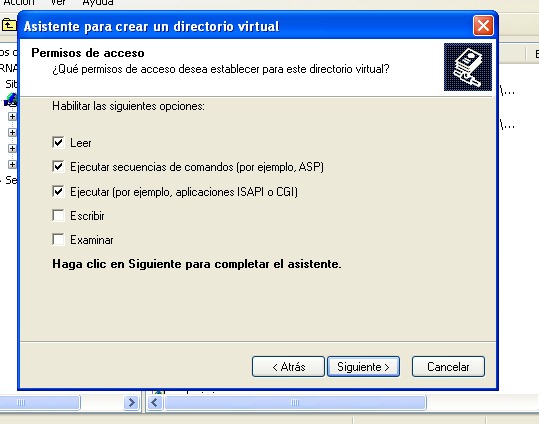 Acción Ver Ayuda
Asistente para crear un directorio virtual
Permisos de acceso
¿Qué permisos de acceso desea establecer para este directorio virtual?
Habilitar las siguientes opciones:
Leer
Ejecutar secuencias de comandos (por ejemplo, ASP)
Ejecutar (por ejemplo, aplicaciones ISAPI o CGI)
Escribir
Examinar
Haga clic en Siguiente para completar el asistente.
< Atrás Siguiente > Cancelar